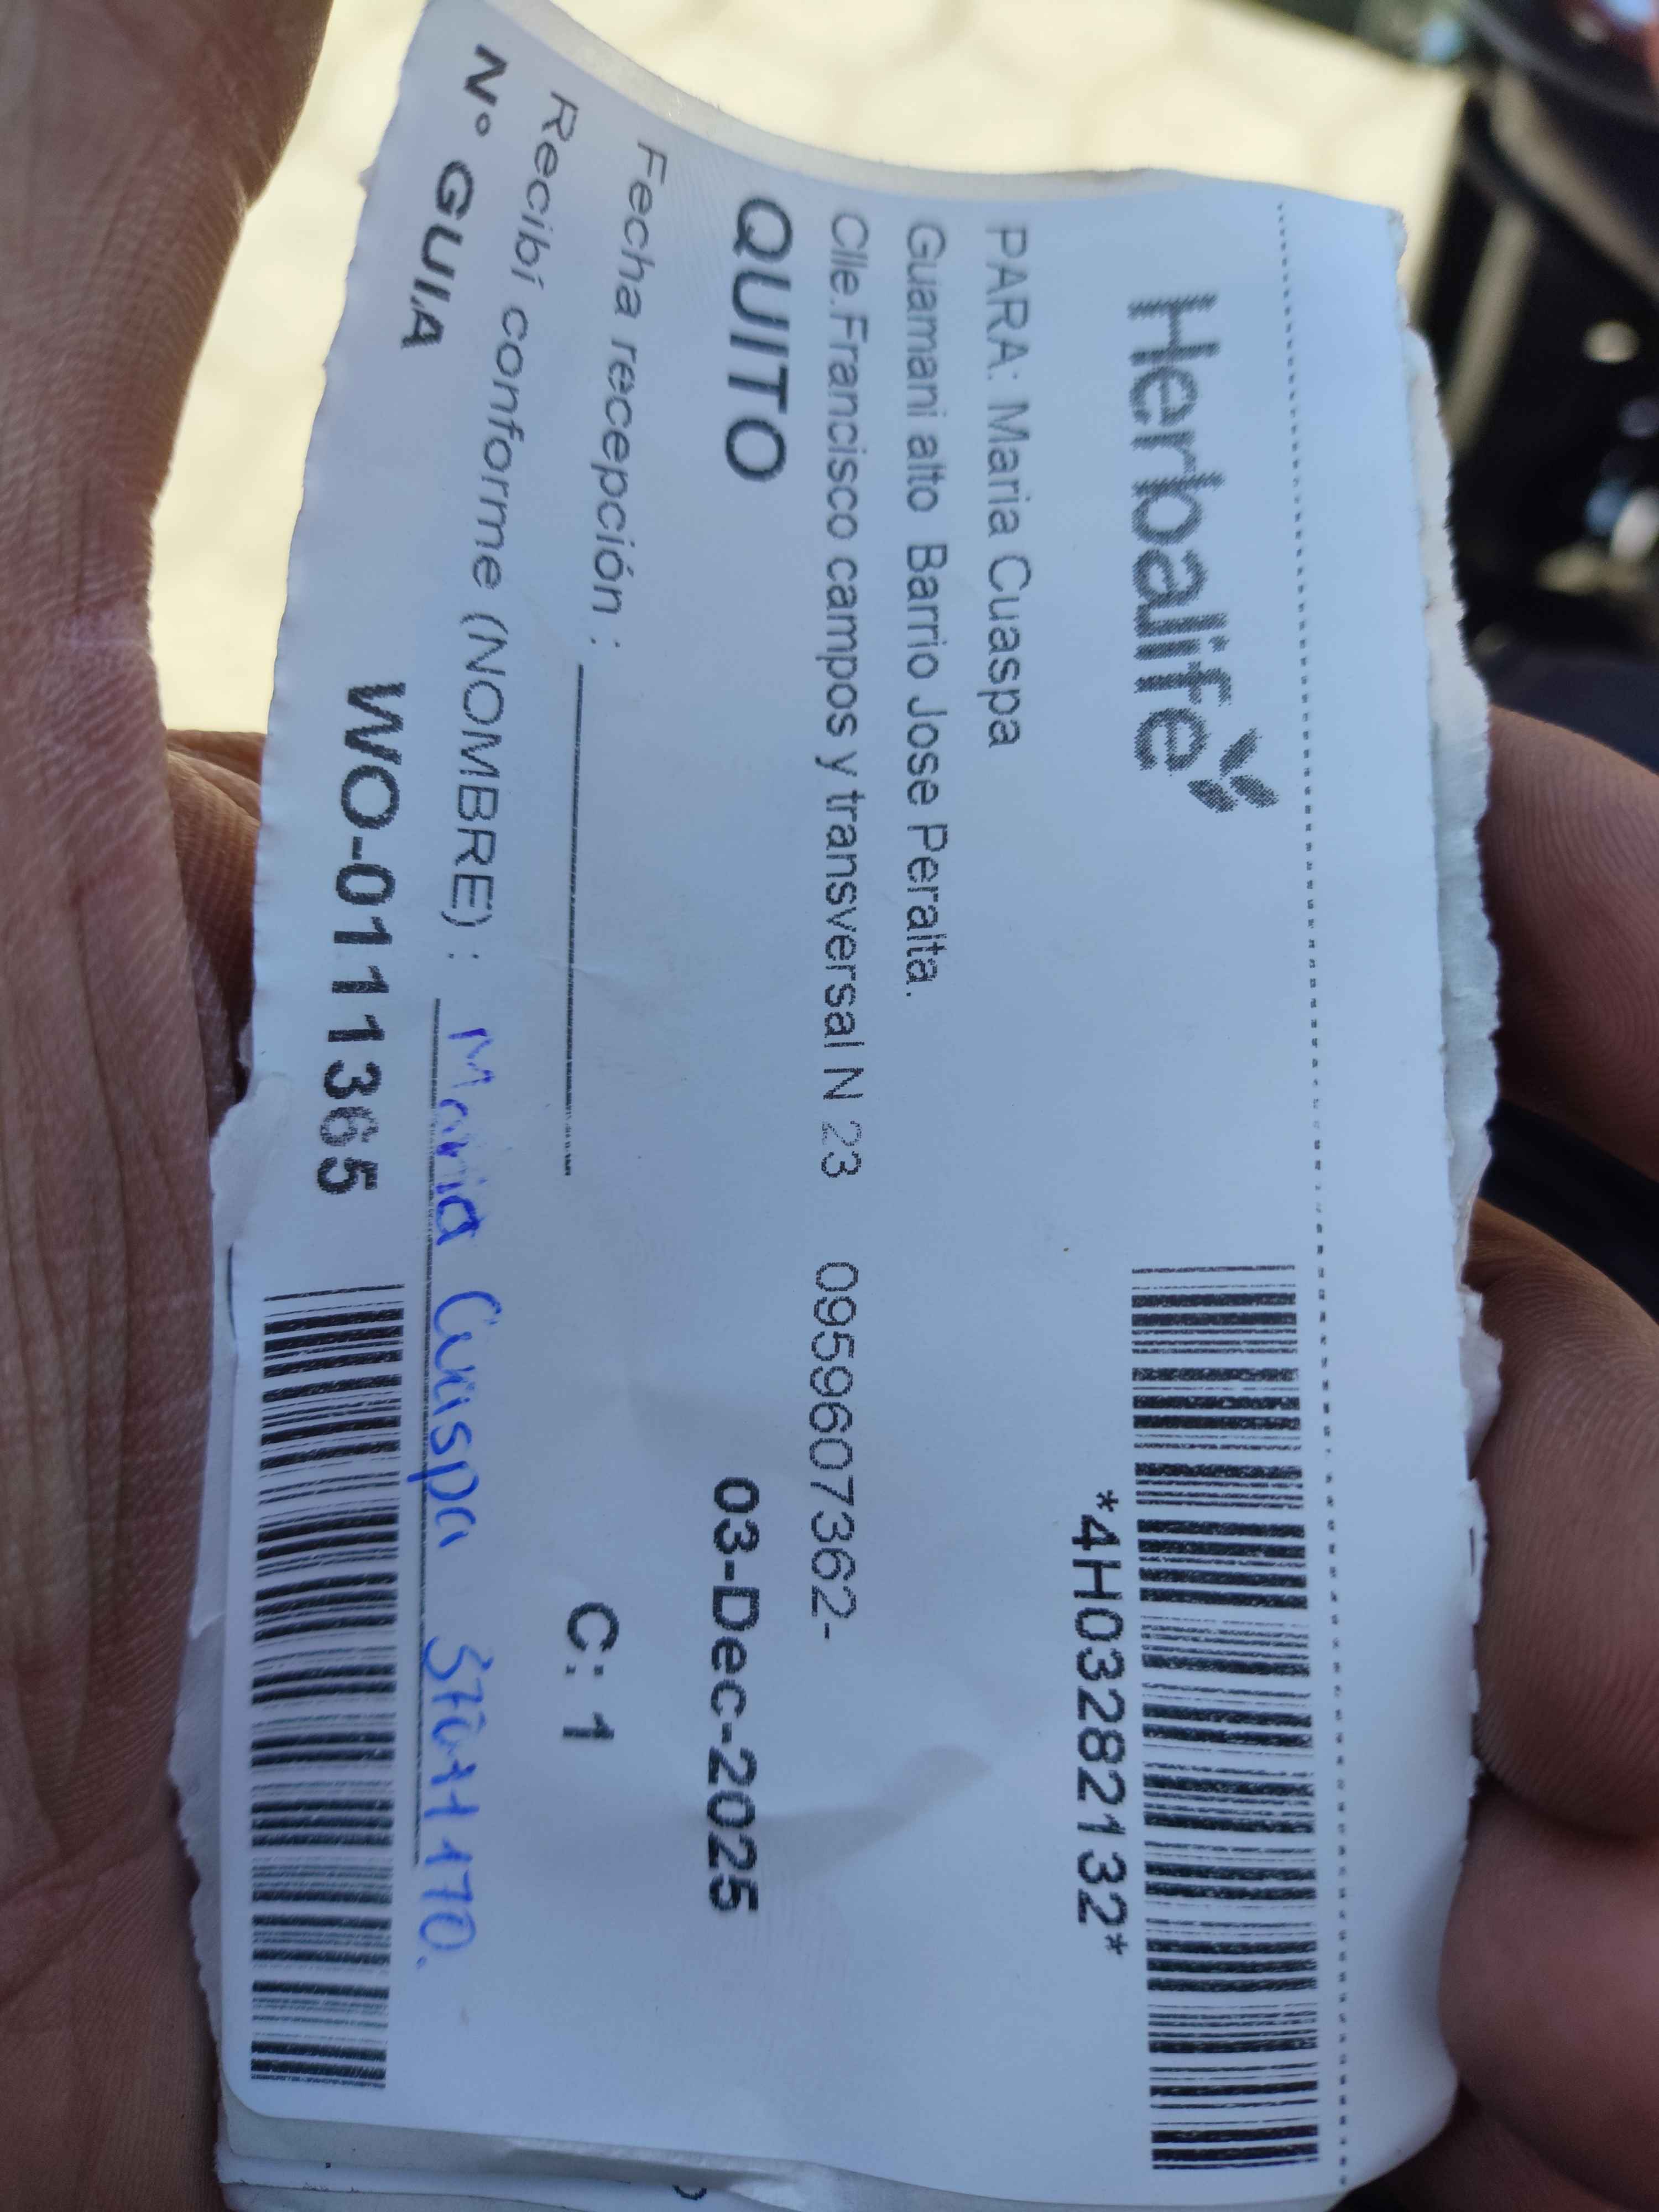 Herbalife
*4H03282132*
PARA: Maria Cuaspa
Guamani alto Barrio Jose Peralta.
Clle.Francisco campos y transversal N 23 0959607362-
QUITO 03-Dec-2025
Fecha recepción : C: 1
Recibí conforme (NOMBRE) : Maria Cuaspa
N° GUIA WO-0111365